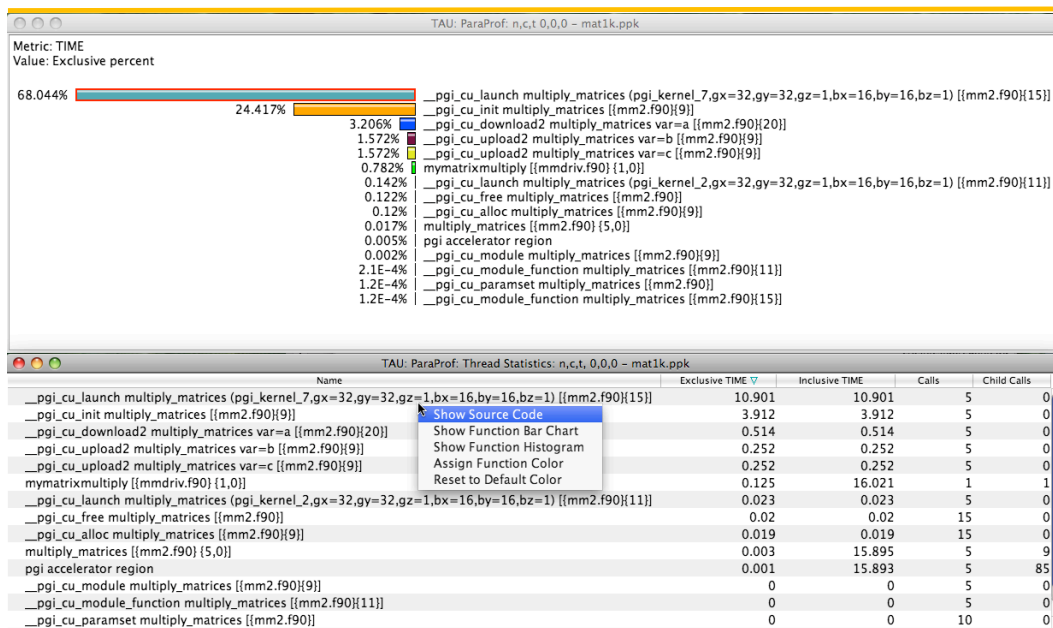 TAU: ParaProf: n,c,t 0,0,0 – mat1k.ppk
Metric: TIME
Value: Exclusive percent
68.044% __pgi_cu_launch multiply_matrices (pgi_kernel_7,gx=32,gy=32,gz=1,bx=16,by=16,bz=1) [{mm2.f90}{15}]
24.417% __pgi_cu_init multiply_matrices [{mm2.f90}{9}]
3.206% __pgi_cu_download2 multiply_matrices var=a [{mm2.f90}{20}]
1.572% __pgi_cu_upload2 multiply_matrices var=b [{mm2.f90}{9}]
1.572% __pgi_cu_upload2 multiply_matrices var=c [{mm2.f90}{9}]
0.782% mymatrixmultiply [{mmdriv.f90} {1,0}]
0.142% __pgi_cu_launch multiply_matrices (pgi_kernel_2,gx=32,gy=32,gz=1,bx=16,by=16,bz=1) [{mm2.f90}{11}]
0.122% __pgi_cu_free multiply_matrices [{mm2.f90}]
0.12% __pgi_cu_alloc multiply_matrices [{mm2.f90}{9}]
0.017% multiply_matrices [{mm2.f90} {5,0}]
0.005% pgi accelerator region
0.002% __pgi_cu_module multiply_matrices [{mm2.f90}{9}]
2.1E-4% __pgi_cu_module_function multiply_matrices [{mm2.f90}{11}]
1.2E-4% __pgi_cu_paramset multiply_matrices [{mm2.f90}]
1.2E-4% __pgi_cu_module_function multiply_matrices [{mm2.f90}{15}]
TAU: ParaProf: Thread Statistics: n,c,t, 0,0,0 – mat1k.ppk
Name Exclusive TIME ▽ Inclusive TIME Calls Child Calls
__pgi_cu_launch multiply_matrices (pgi_kernel_7,gx=32,gy=32,gz=1,bx=16,by=16,bz=1) [{mm2.f90}{15}] 10.901 10.901 5 0
__pgi_cu_init multiply_matrices [{mm2.f90}{9}] 3.912 3.912 5 0
__pgi_cu_download2 multiply_matrices var=a [{mm2.f90}{20}] 0.514 0.514 5 0
__pgi_cu_upload2 multiply_matrices var=b [{mm2.f90}{9}] 0.252 0.252 5 0
__pgi_cu_upload2 multiply_matrices var=c [{mm2.f90}{9}] 0.252 0.252 5 0
mymatrixmultiply [{mmdriv.f90} {1,0}] 0.125 16.021 1 1
__pgi_cu_launch multiply_matrices (pgi_kernel_2,gx=32,gy=32,gz=1,bx=16,by=16,bz=1) [{mm2.f90}{11}] 0.023 0.023 5 0
__pgi_cu_free multiply_matrices [{mm2.f90}] 0.02 0.02 15 0
__pgi_cu_alloc multiply_matrices [{mm2.f90}{9}] 0.019 0.019 15 0
multiply_matrices [{mm2.f90} {5,0}] 0.003 15.895 5 9
pgi accelerator region 0.001 15.893 5 85
__pgi_cu_module multiply_matrices [{mm2.f90}{9}] 0 0 5 0
__pgi_cu_module_function multiply_matrices [{mm2.f90}{11}] 0 0 5 0
__pgi_cu_paramset multiply_matrices [{mm2.f90}] 0 0 10 0
Show Source Code
Show Function Bar Chart
Show Function Histogram
Assign Function Color
Reset to Default Color